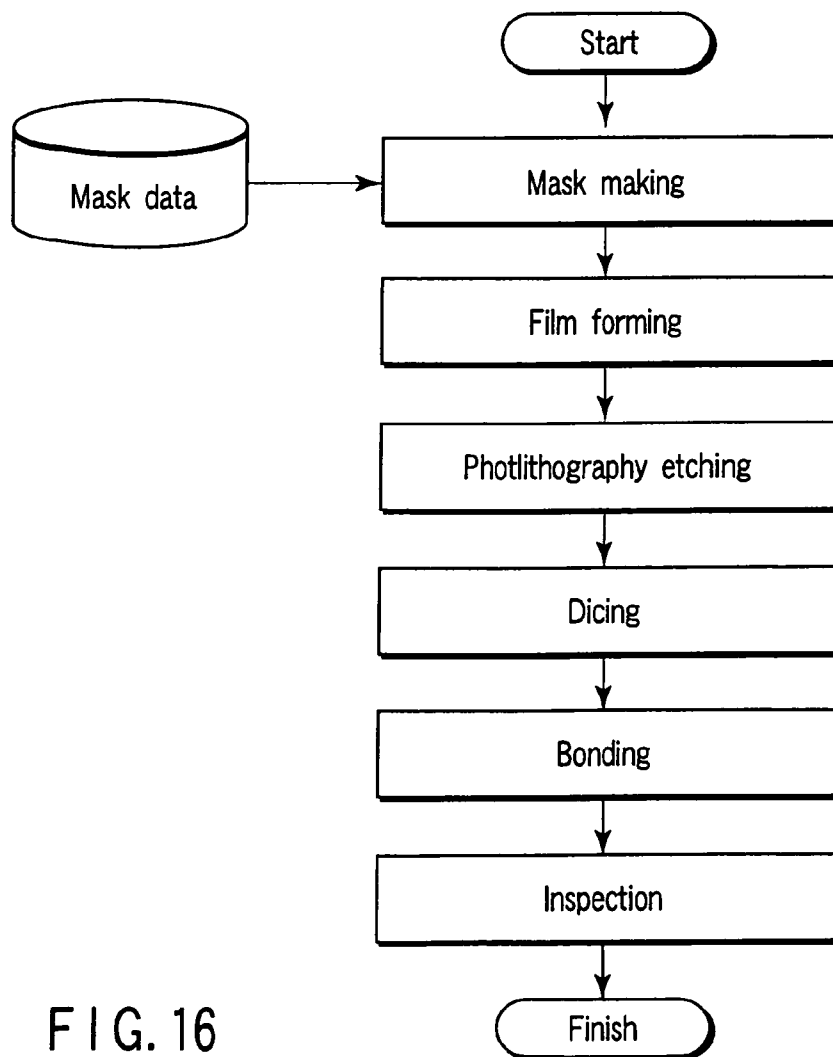 Start
Mask data
Mask making
Film forming
Photlithography etching
Dicing
Bonding
Inspection
Finish
FIG. 16